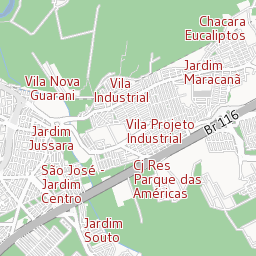 Chacara
Eucaliptos
Jardim
Maracanã
Vila Nova
Guarani
Vila
Industrial
Vila Projeto
Industrial
Br 116
Jardim
Jussara
São José -
Jardim
Centro
Cj Res
Parque das
Américas
Jardim
Souto